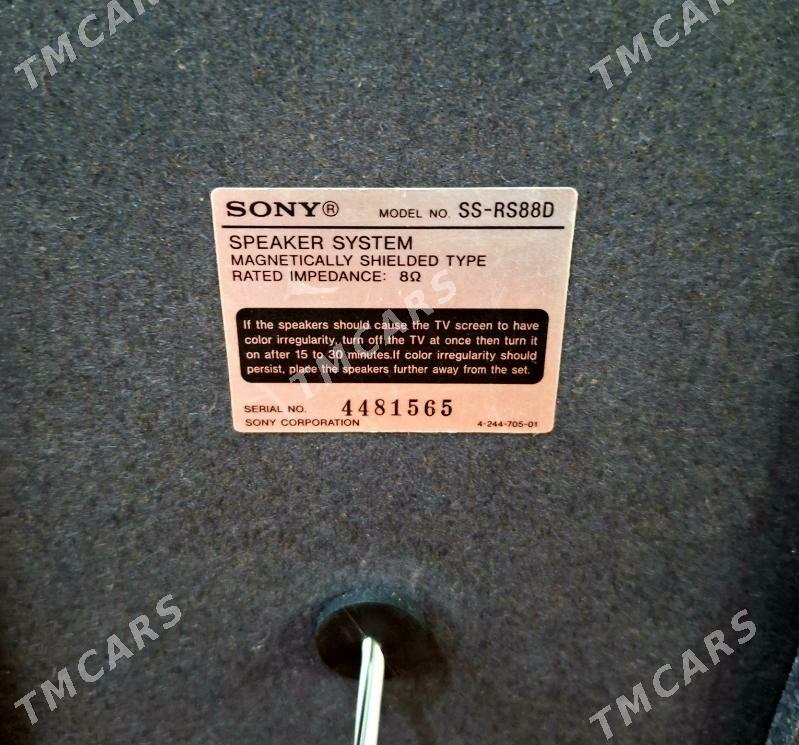 TMCARS
TMCARS
SONY® MODEL NO. SS-RS88D
SPEAKER SYSTEM
MAGNETICALLY SHIELDED TYPE
RATED IMPEDANCE: 8Ω
If the speakers should cause the TV screen to have
color irregularity, turn off the TV at once then turn it
on after 15 to 30 minutes.If color irregularity should
persist, place the speakers further away from the set.
TMCARS
SERIAL NO. 4481565
SONY CORPORATION 4-244-705-01
TMCARS
TMCARS